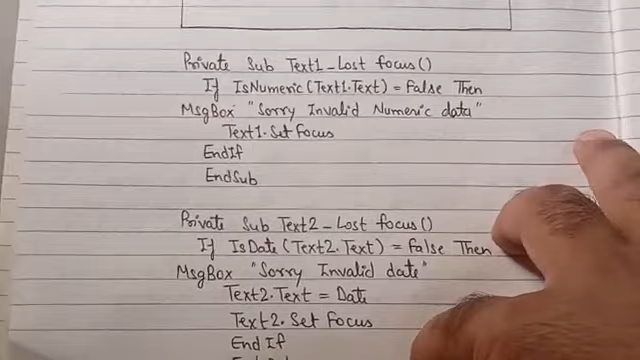 Private Sub Text1_Lost focus()
If IsNumeric(Text1.Text) = false Then
MsgBox "Sorry Invalid Numeric data"
Text1.Set Focus
EndIf
EndSub
Private Sub Text2_Lost focus()
If IsDate(Text2.Text) = false Then
MsgBox "Sorry Invalid date"
Text2.Text = Date
Text2.Set Focus
End If